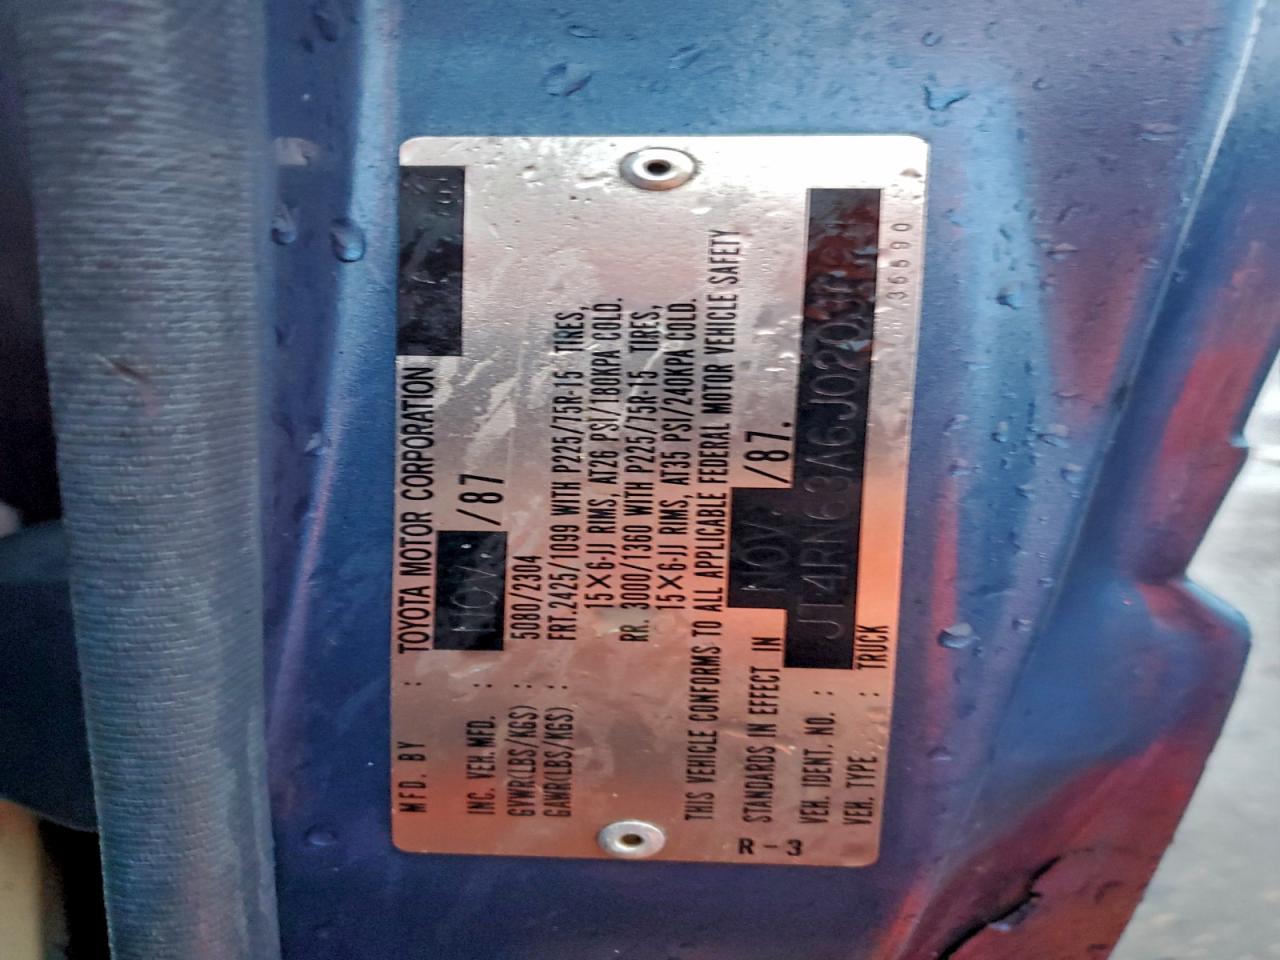 MFD. BY : TOYOTA MOTOR CORPORATION
INC. VEH. MFD. : NOV. /87
GVWR(LBS/KGS) : 5080/2304
GAWR(LBS/KGS) : FRT.2425/1099 WITH P225/75R-15 TIRES,
15×6-JJ RIMS, AT26 PSI/180KPA COLD.
RR. 3000/1360 WITH P225/75R-15 TIRES,
15×6-JJ RIMS, AT35 PSI/240KPA COLD.
THIS VEHICLE CONFORMS TO ALL APPLICABLE FEDERAL MOTOR VEHICLE SAFETY
STANDARDS IN EFFECT IN NOV. /87.
VEH. IDENT. NO. :
VEH. TYPE : TRUCK
R-3